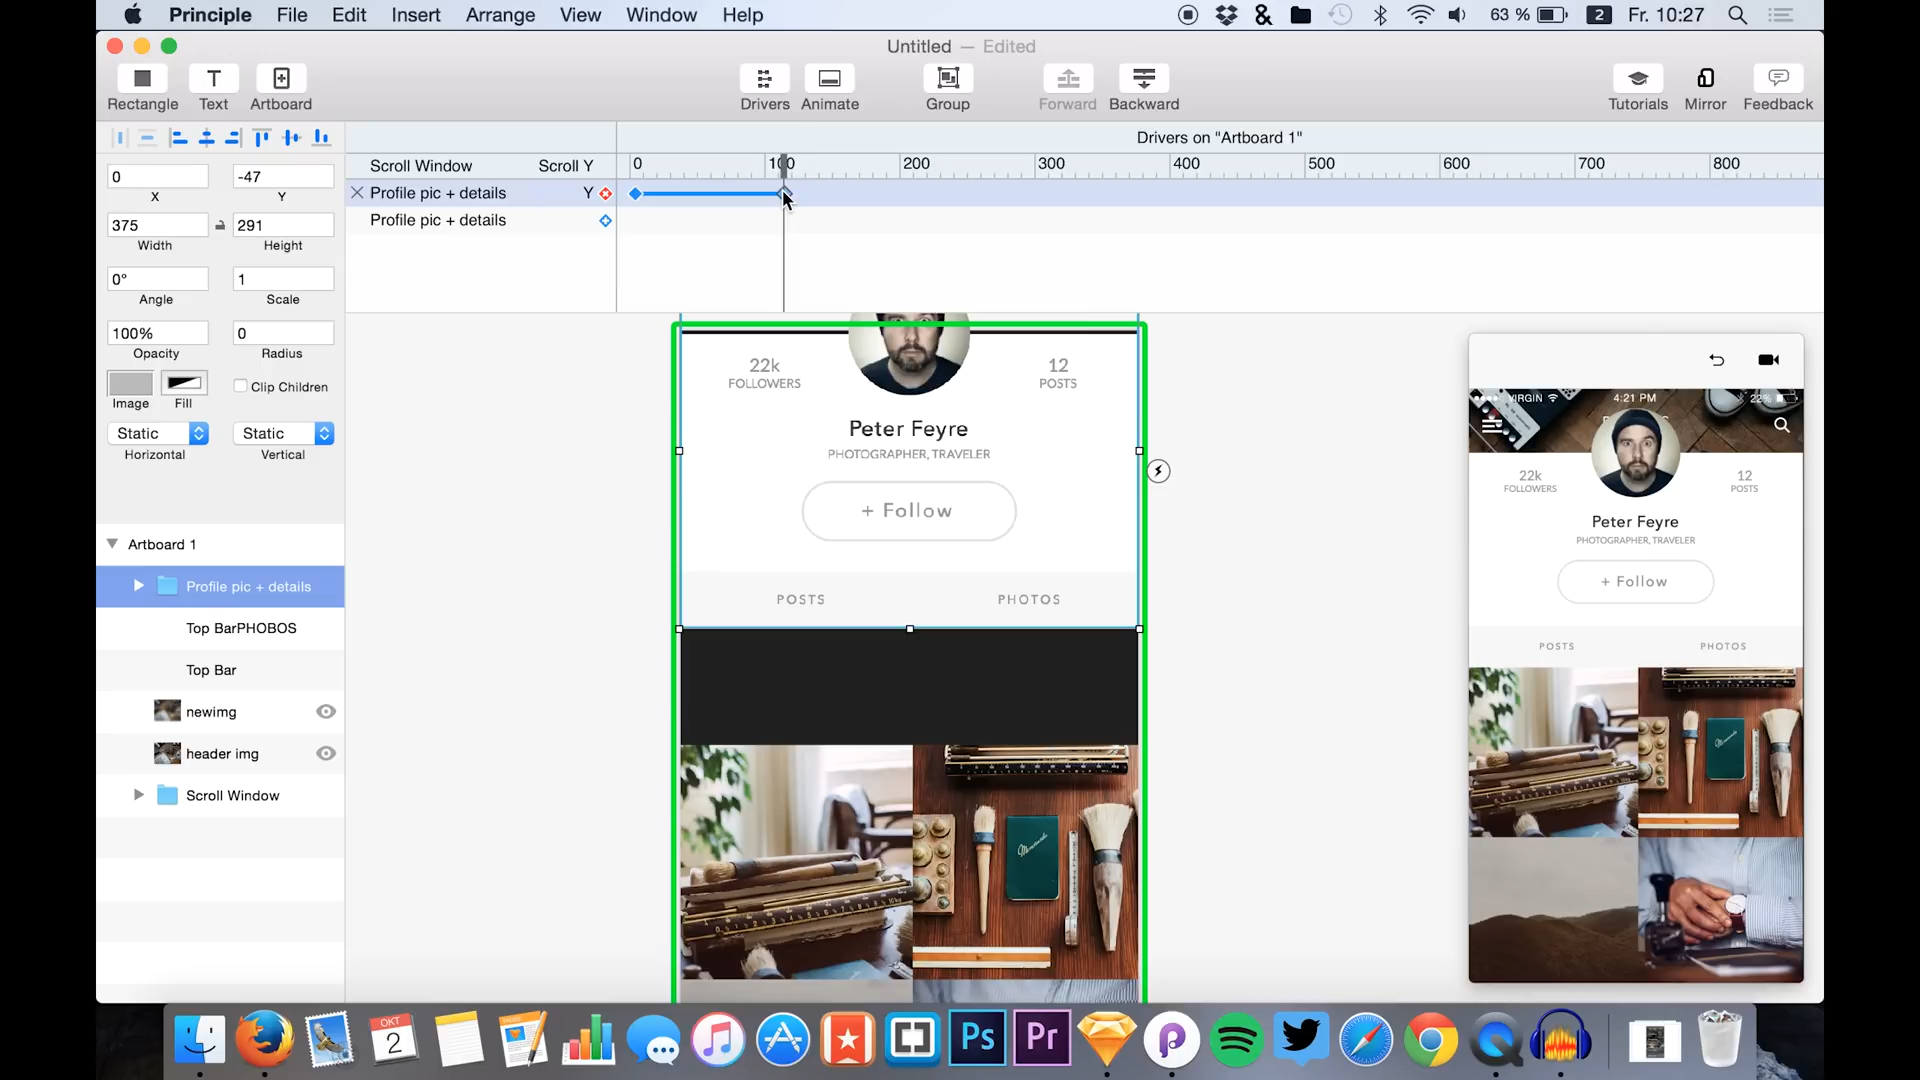 Principle File Edit Insert Arrange View Window Help
63 % 2 Fr. 10:27
Untitled — Edited
Rectangle Text Artboard Drivers Animate Group Forward Backward Tutorials Mirror Feedback
Drivers on "Artboard 1"
Scroll Window Scroll Y 0 100 200 300 400 500 600 700 800
Profile pic + details Y
Profile pic + details
0 -47
X Y
375 291
Width Height
0° 1
Angle Scale
100% 0
Opacity Radius
Clip Children
Image Fill
Static Static
Horizontal Vertical
Artboard 1
Profile pic + details
Top BarPHOBOS
Top Bar
newimg
header img
Scroll Window
22k 12
FOLLOWERS POSTS
Peter Feyre
PHOTOGRAPHER, TRAVELER
+ Follow
POSTS PHOTOS
VIRGIN 4:21 PM 22%
22k 12
FOLLOWERS POSTS
Peter Feyre
PHOTOGRAPHER, TRAVELER
+ Follow
POSTS PHOTOS
OKT
2
Ps Pr